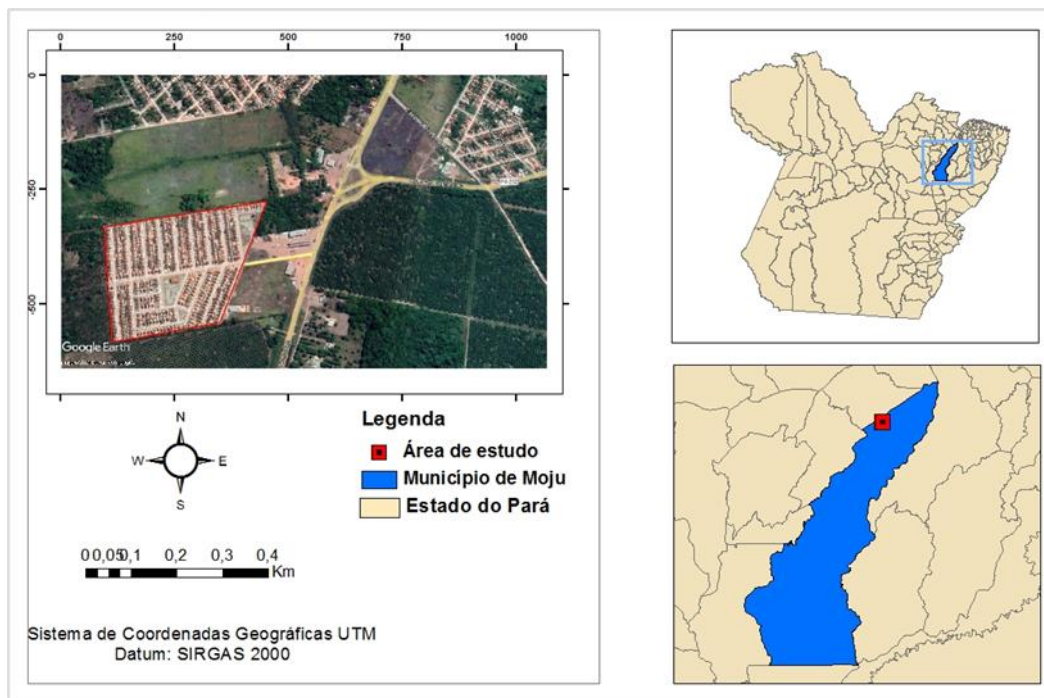 0 250 500 750 1000
0
-250
-500
Google Earth
N
W E
S
0 0,05 0,1 0,2 0,3 0,4
Km
Legenda
Área de estudo
Município de Moju
Estado do Pará
Sistema de Coordenadas Geográficas UTM
Datum: SIRGAS 2000